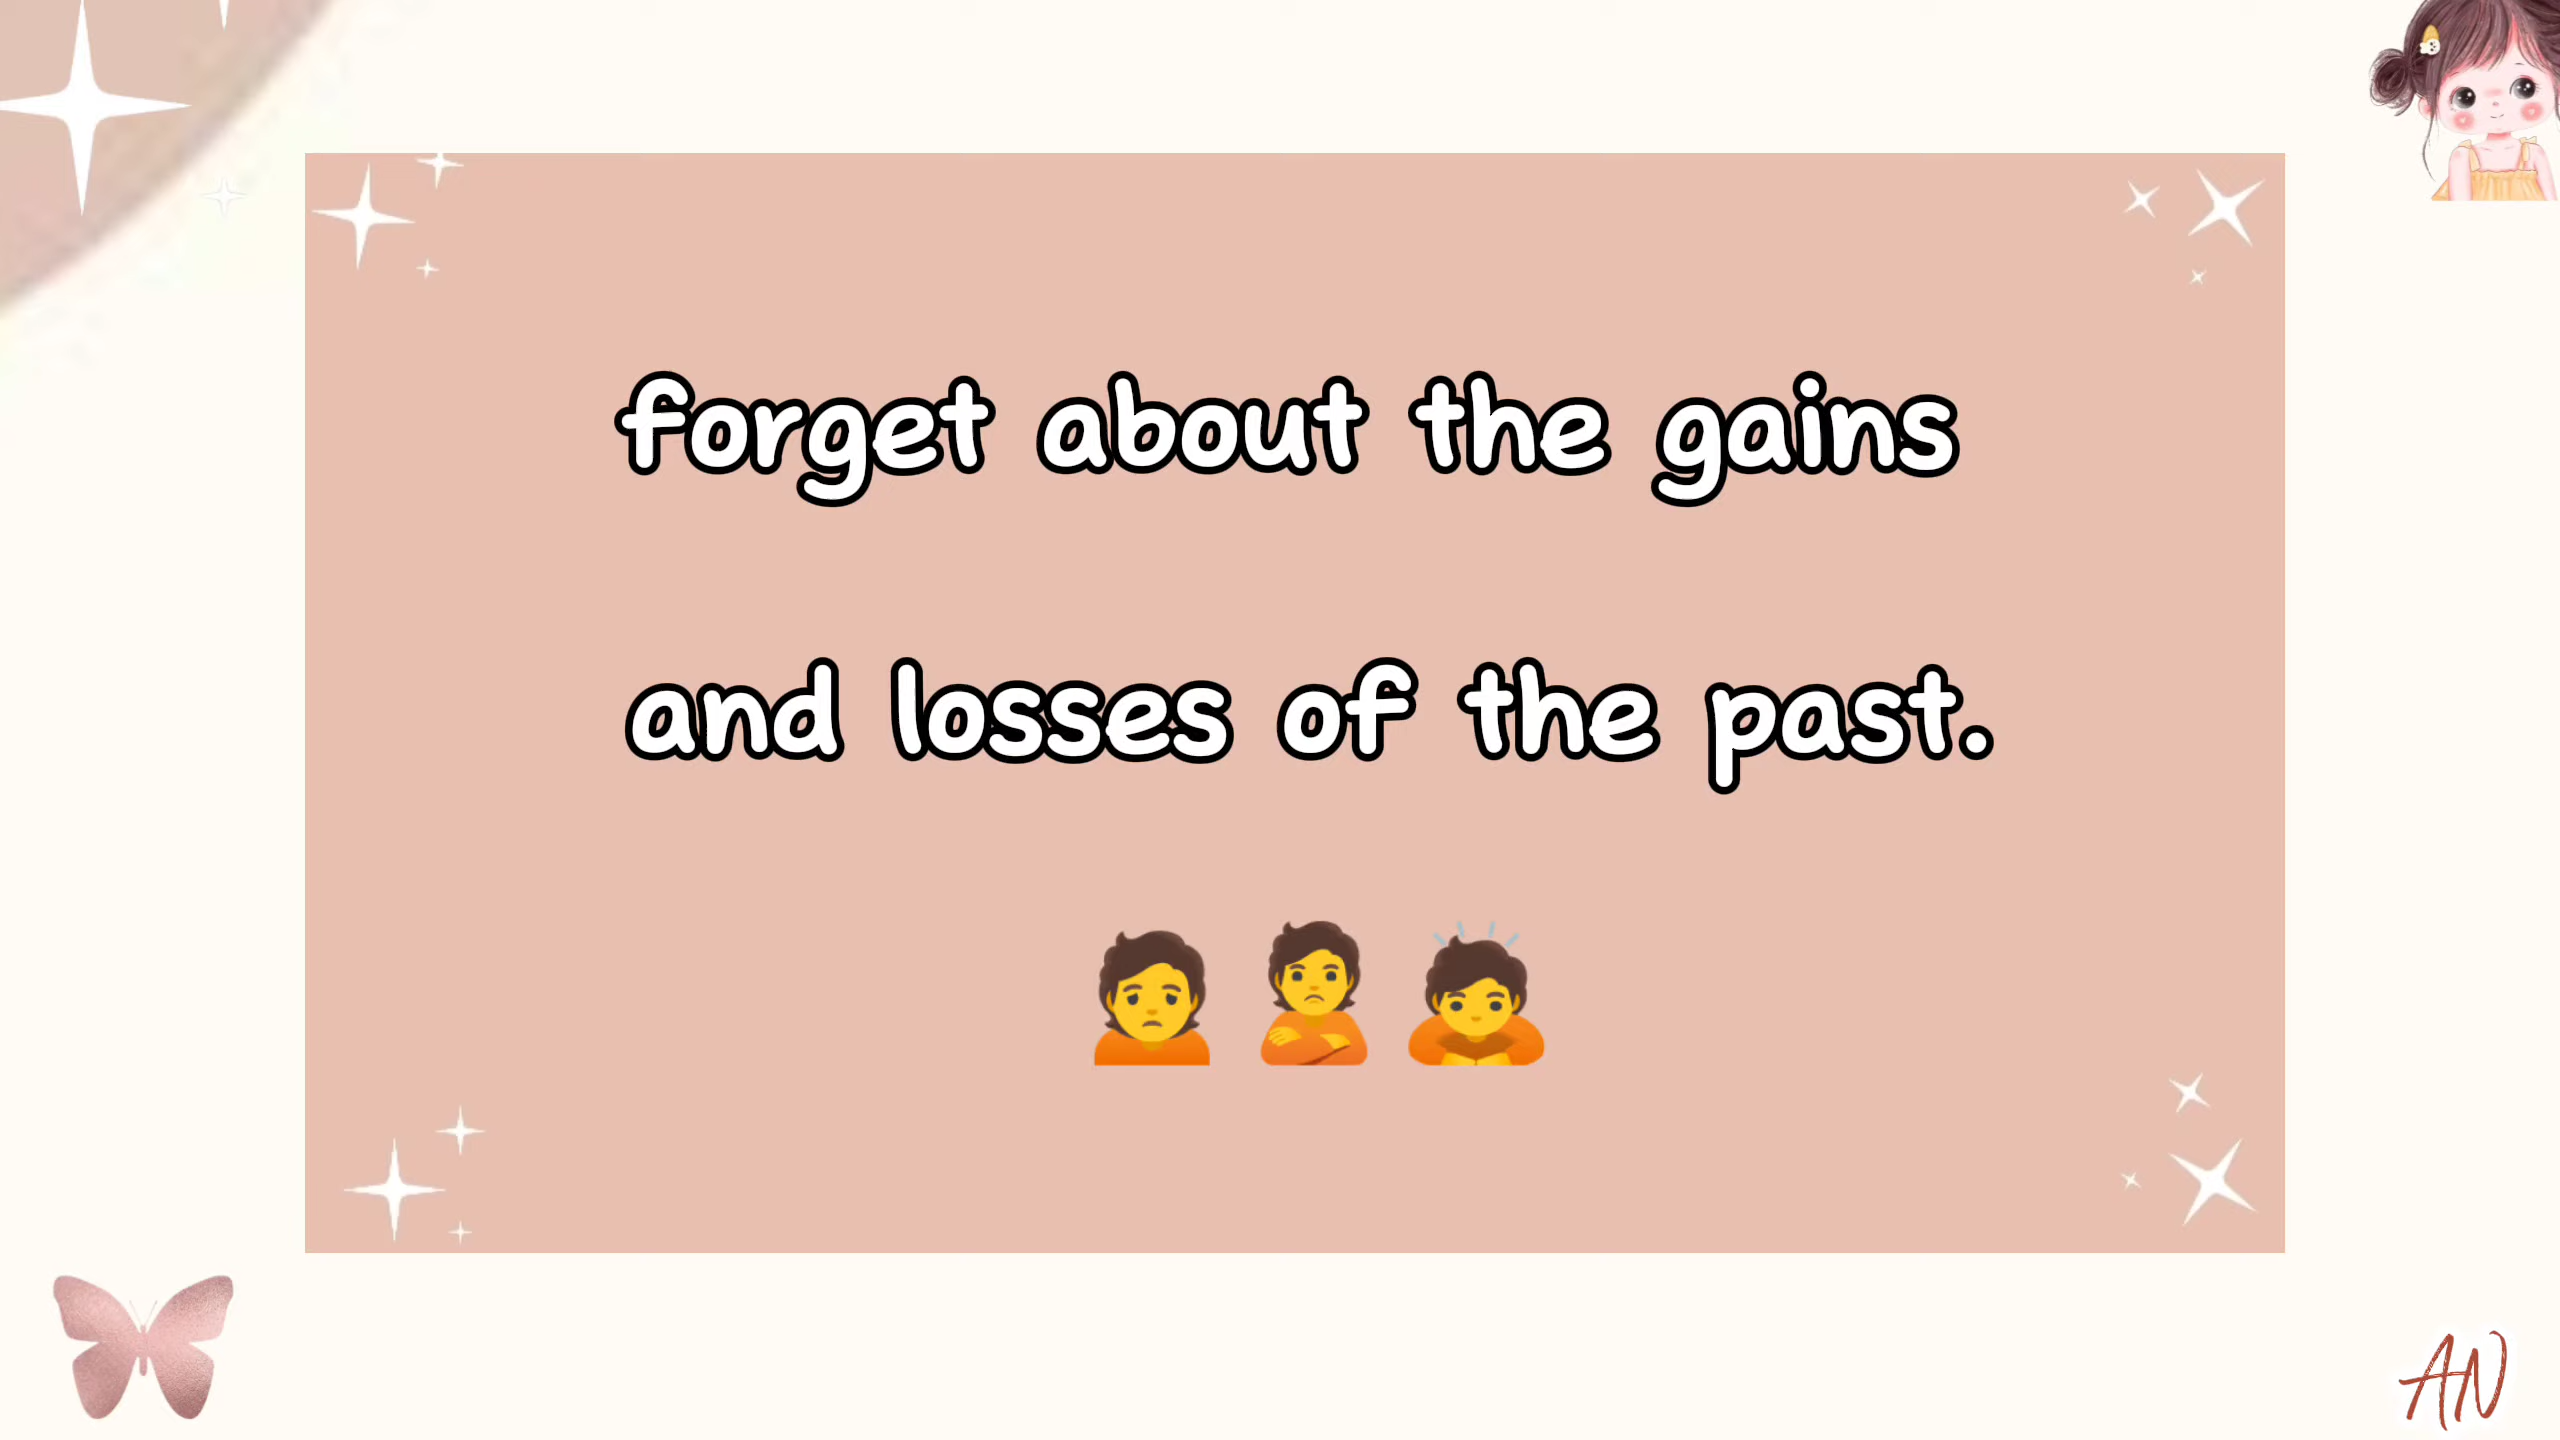 forget about the gains
and losses of the past.
🙍 🙎 🙇
AN